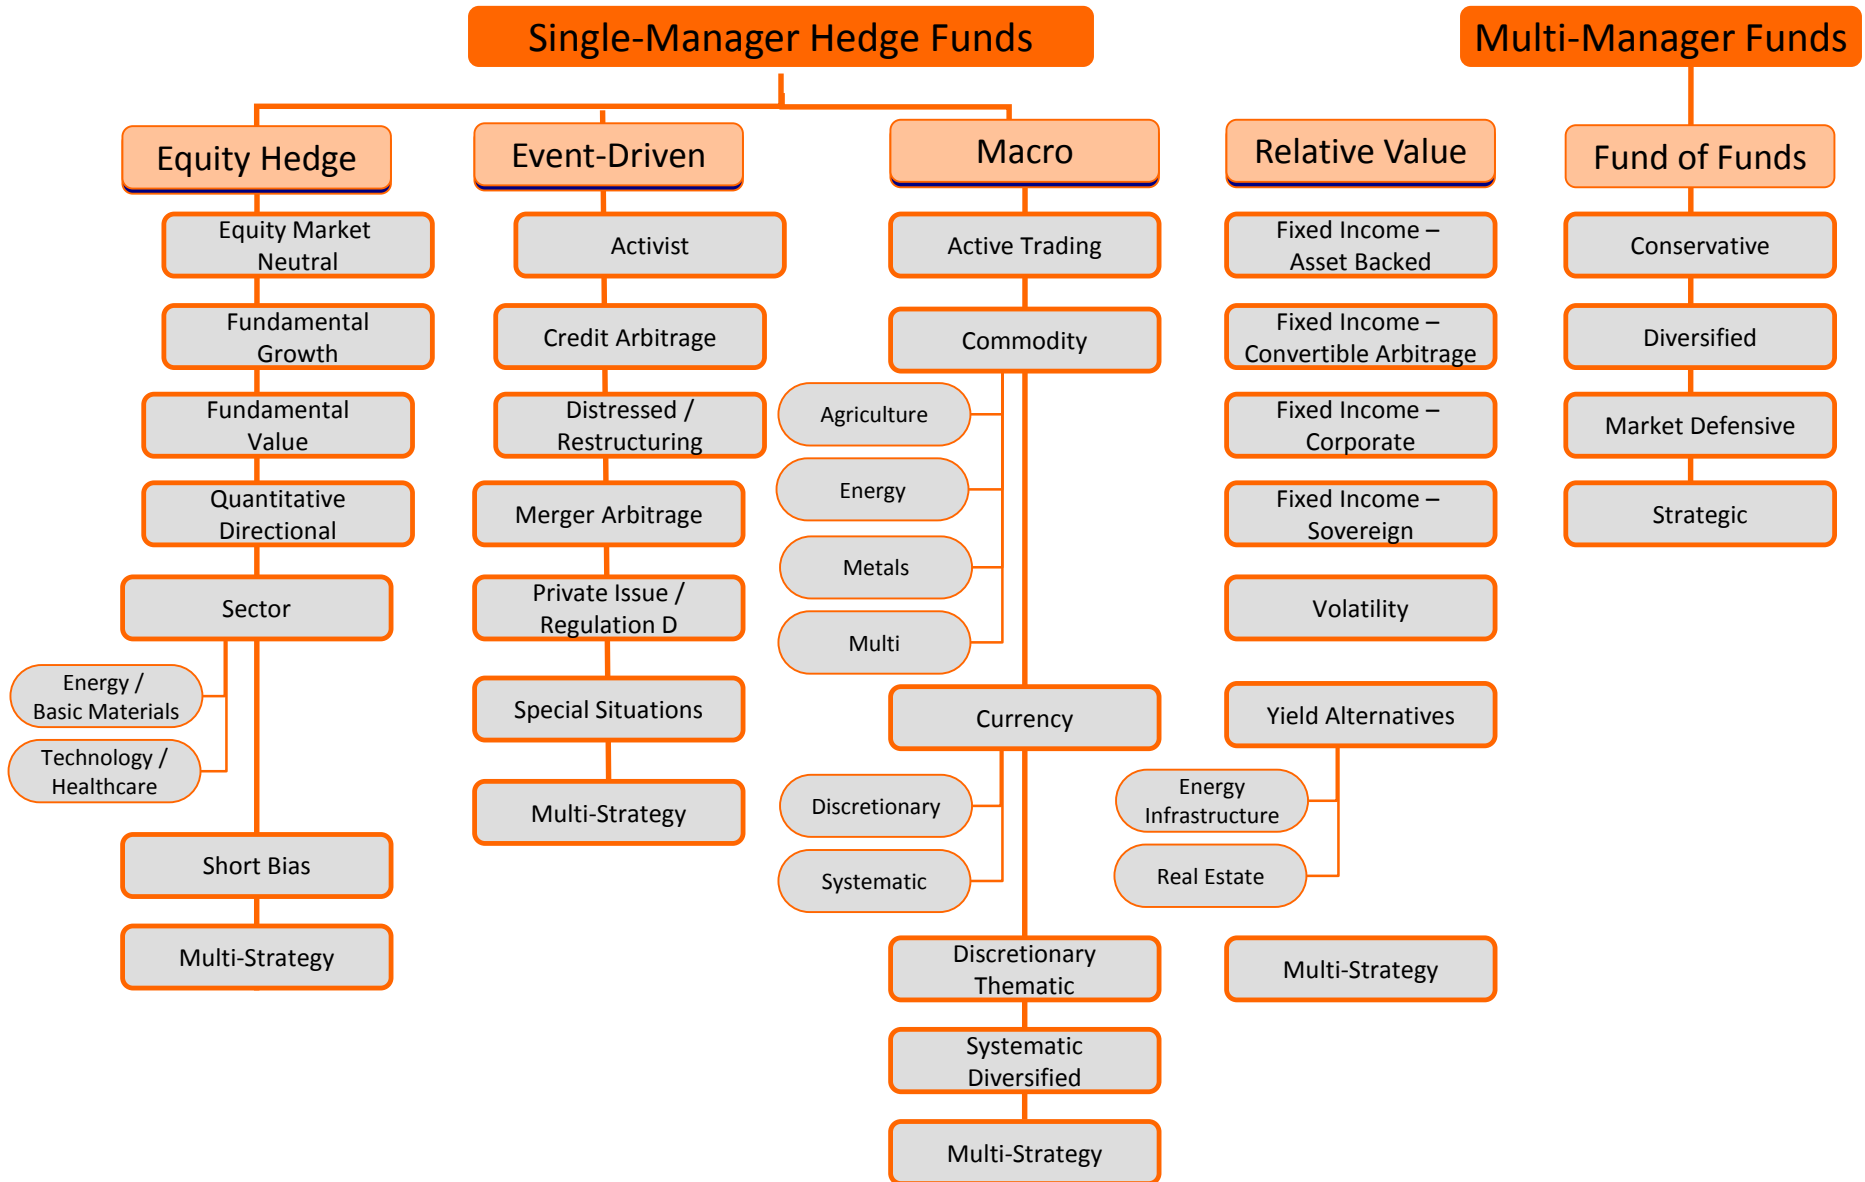 Single-Manager Hedge Funds
Multi-Manager Funds
Equity Hedge
Equity Market
Neutral
Fundamental
Growth
Fundamental
Value
Quantitative
Directional
Sector
Energy /
Basic Materials
Technology /
Healthcare
Short Bias
Multi-Strategy
Event-Driven
Activist
Credit Arbitrage
Distressed /
Restructuring
Merger Arbitrage
Private Issue /
Regulation D
Special Situations
Multi-Strategy
Macro
Active Trading
Commodity
Agriculture
Energy
Metals
Multi
Currency
Discretionary
Systematic
Discretionary
Thematic
Systematic
Diversified
Multi-Strategy
Relative Value
Fixed Income –
Asset Backed
Fixed Income –
Convertible Arbitrage
Fixed Income –
Corporate
Fixed Income –
Sovereign
Volatility
Yield Alternatives
Energy
Infrastructure
Real Estate
Multi-Strategy
Fund of Funds
Conservative
Diversified
Market Defensive
Strategic